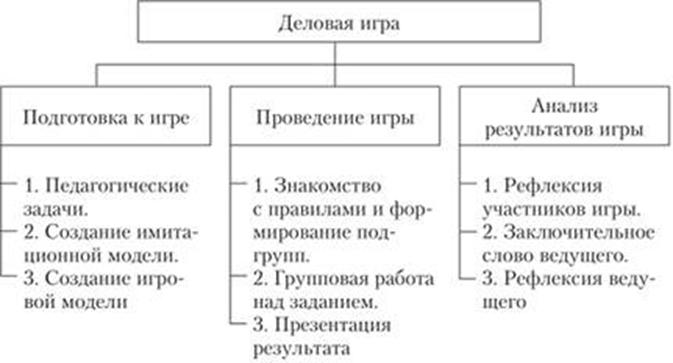 Деловая игра
Подготовка к игре
1. Педагогические
задачи.
2. Создание имита-
ционной модели.
3. Создание игро-
вой модели
Проведение игры
1. Знакомство
с правилами и фор-
мирование под-
групп.
2. Групповая работа
над заданием.
3. Презентация
результата
Анализ
результатов игры
1. Рефлексия
участников игры.
2. Заключительное
слово ведущего.
3. Рефлексия веду-
щего